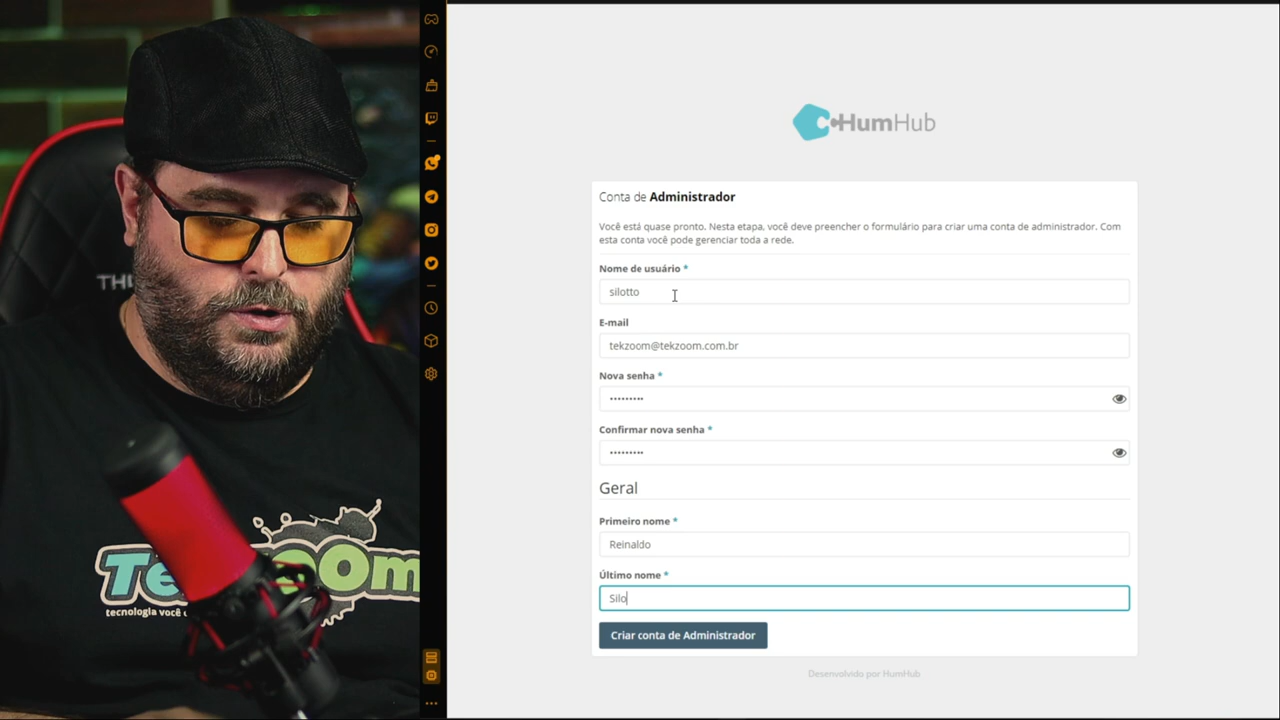 HumHub
Conta de Administrador
Você está quase pronto. Nesta etapa, você deve preencher o formulário para criar uma conta de administrador. Com
esta conta você pode gerenciar toda a rede.
Nome de usuário *
silotto
E-mail
tekzoom@tekzoom.com.br
Nova senha *
•••••••••
Confirmar nova senha *
•••••••••
Geral
Primeiro nome *
Reinaldo
Último nome *
Silo
Criar conta de Administrador
Desenvolvido por HumHub
tecnologia você